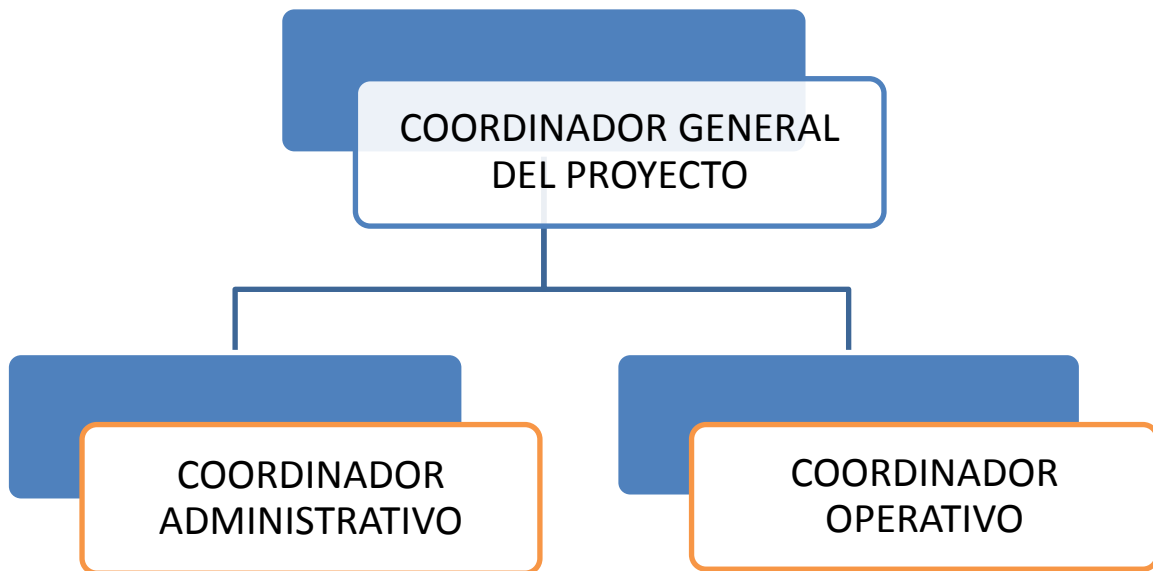 COORDINADOR GENERAL
DEL PROYECTO
COORDINADOR
ADMINISTRATIVO
COORDINADOR
OPERATIVO